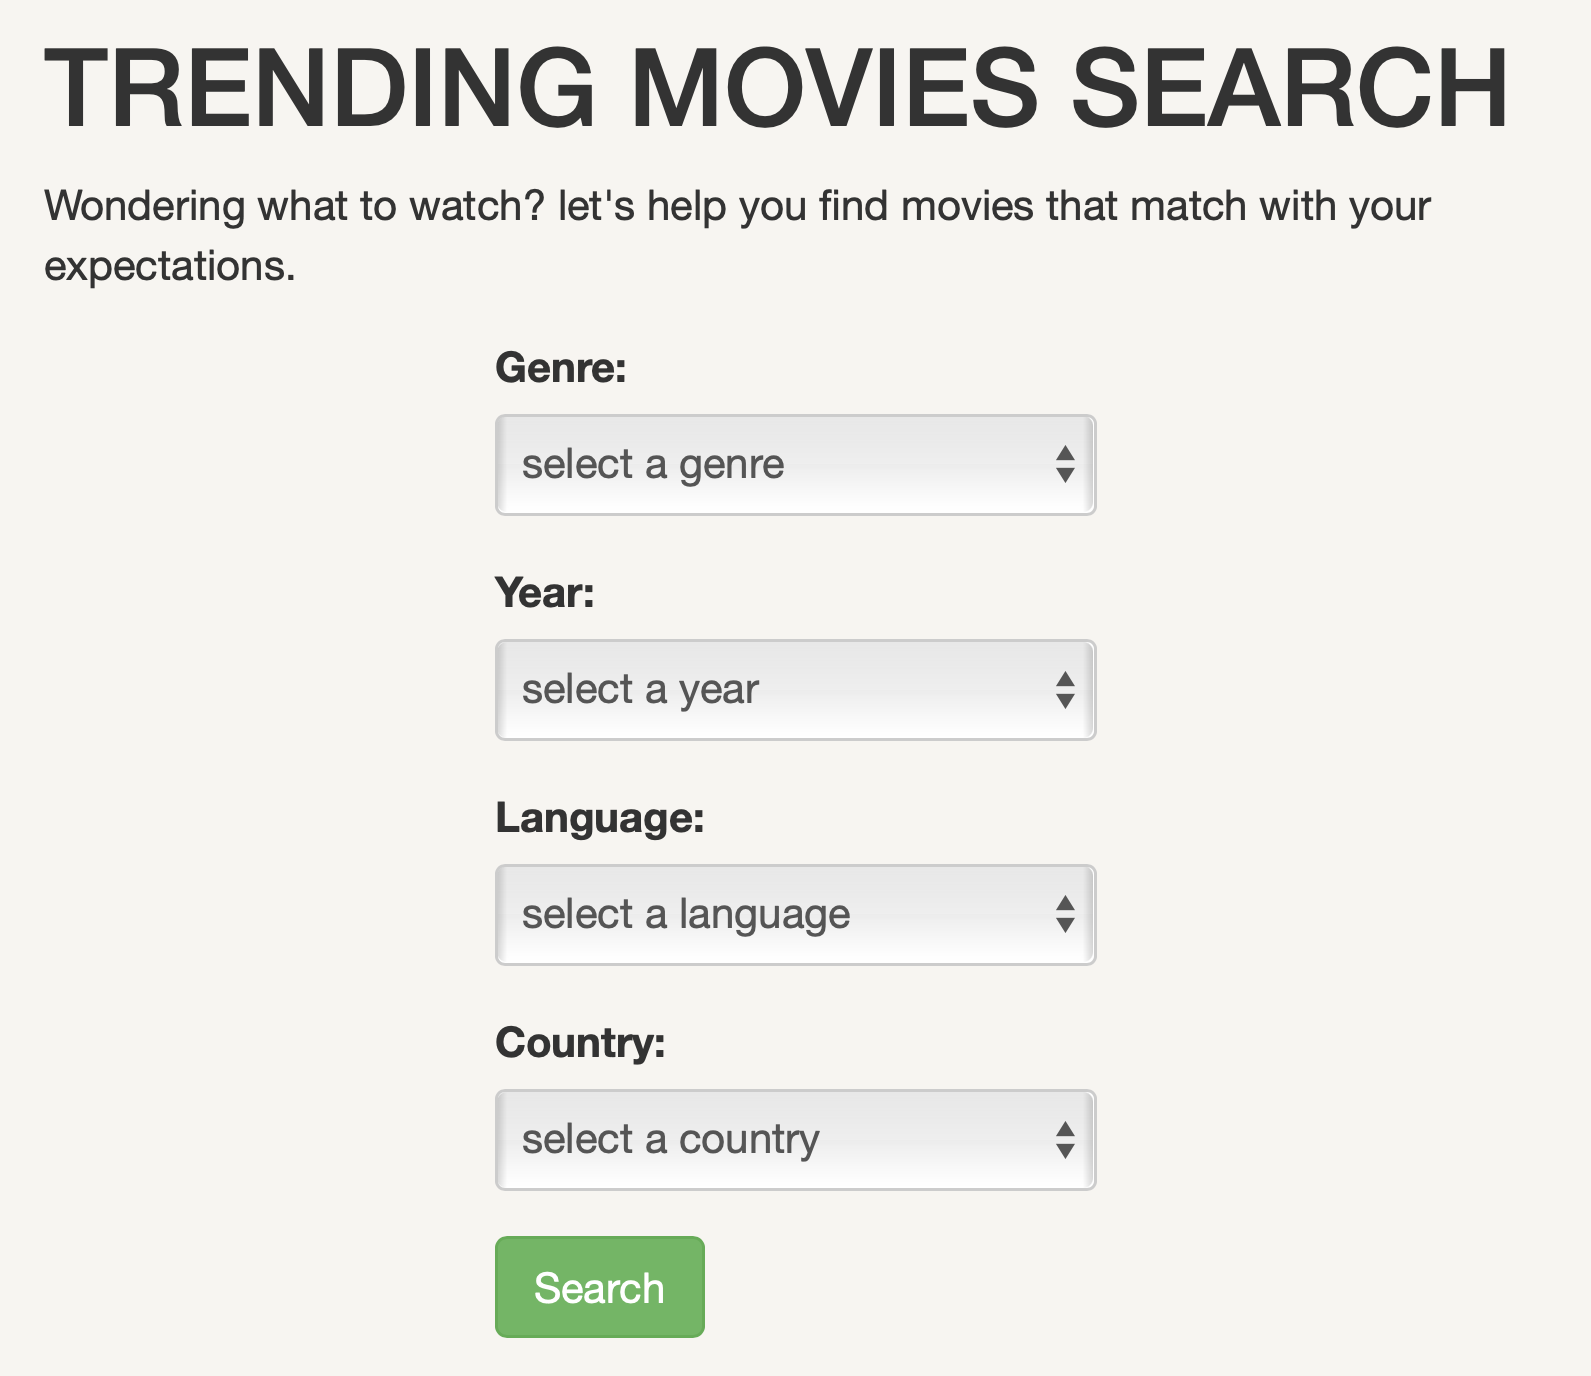 TRENDING MOVIES SEARCH
Wondering what to watch? let's help you find movies that match with your
expectations.
Genre:
select a genre
Year:
select a year
Language:
select a language
Country:
select a country
Search